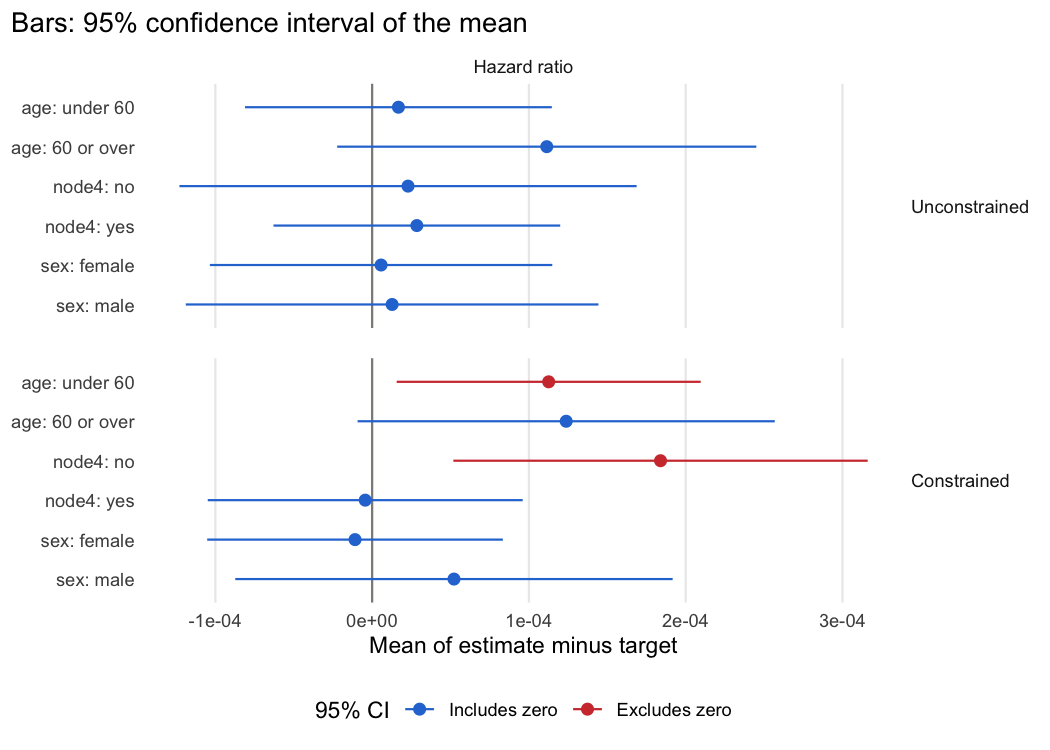 Bars: 95% confidence interval of the mean
Hazard ratio
age: under 60
age: 60 or over
node4: no
node4: yes
sex: female
sex: male
Unconstrained
age: under 60
age: 60 or over
node4: no
node4: yes
sex: female
sex: male
Constrained
-1e-04 0e+00 1e-04 2e-04 3e-04
Mean of estimate minus target
95% CI Includes zero Excludes zero